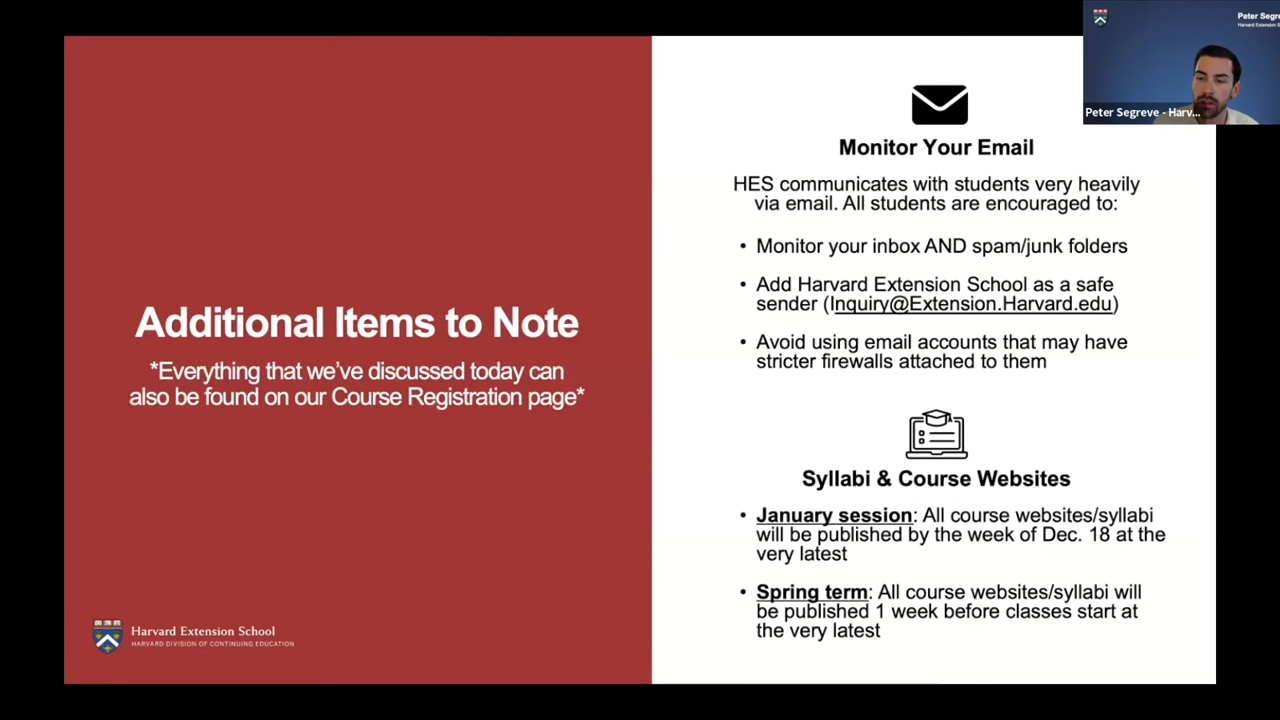 Additional Items to Note
*Everything that we've discussed today can
also be found on our Course Registration page*
Harvard Extension School
HARVARD DIVISION OF CONTINUING EDUCATION
Monitor Your Email
HES communicates with students very heavily
via email. All students are encouraged to:
• Monitor your inbox AND spam/junk folders
• Add Harvard Extension School as a safe
sender (Inquiry@Extension.Harvard.edu)
• Avoid using email accounts that may have
stricter firewalls attached to them
Syllabi & Course Websites
• January session: All course websites/syllabi
will be published by the week of Dec. 18 at the
very latest
• Spring term: All course websites/syllabi will
be published 1 week before classes start at
the very latest
Peter Segre
Harvard Extension S
Peter Segreve - Harv...